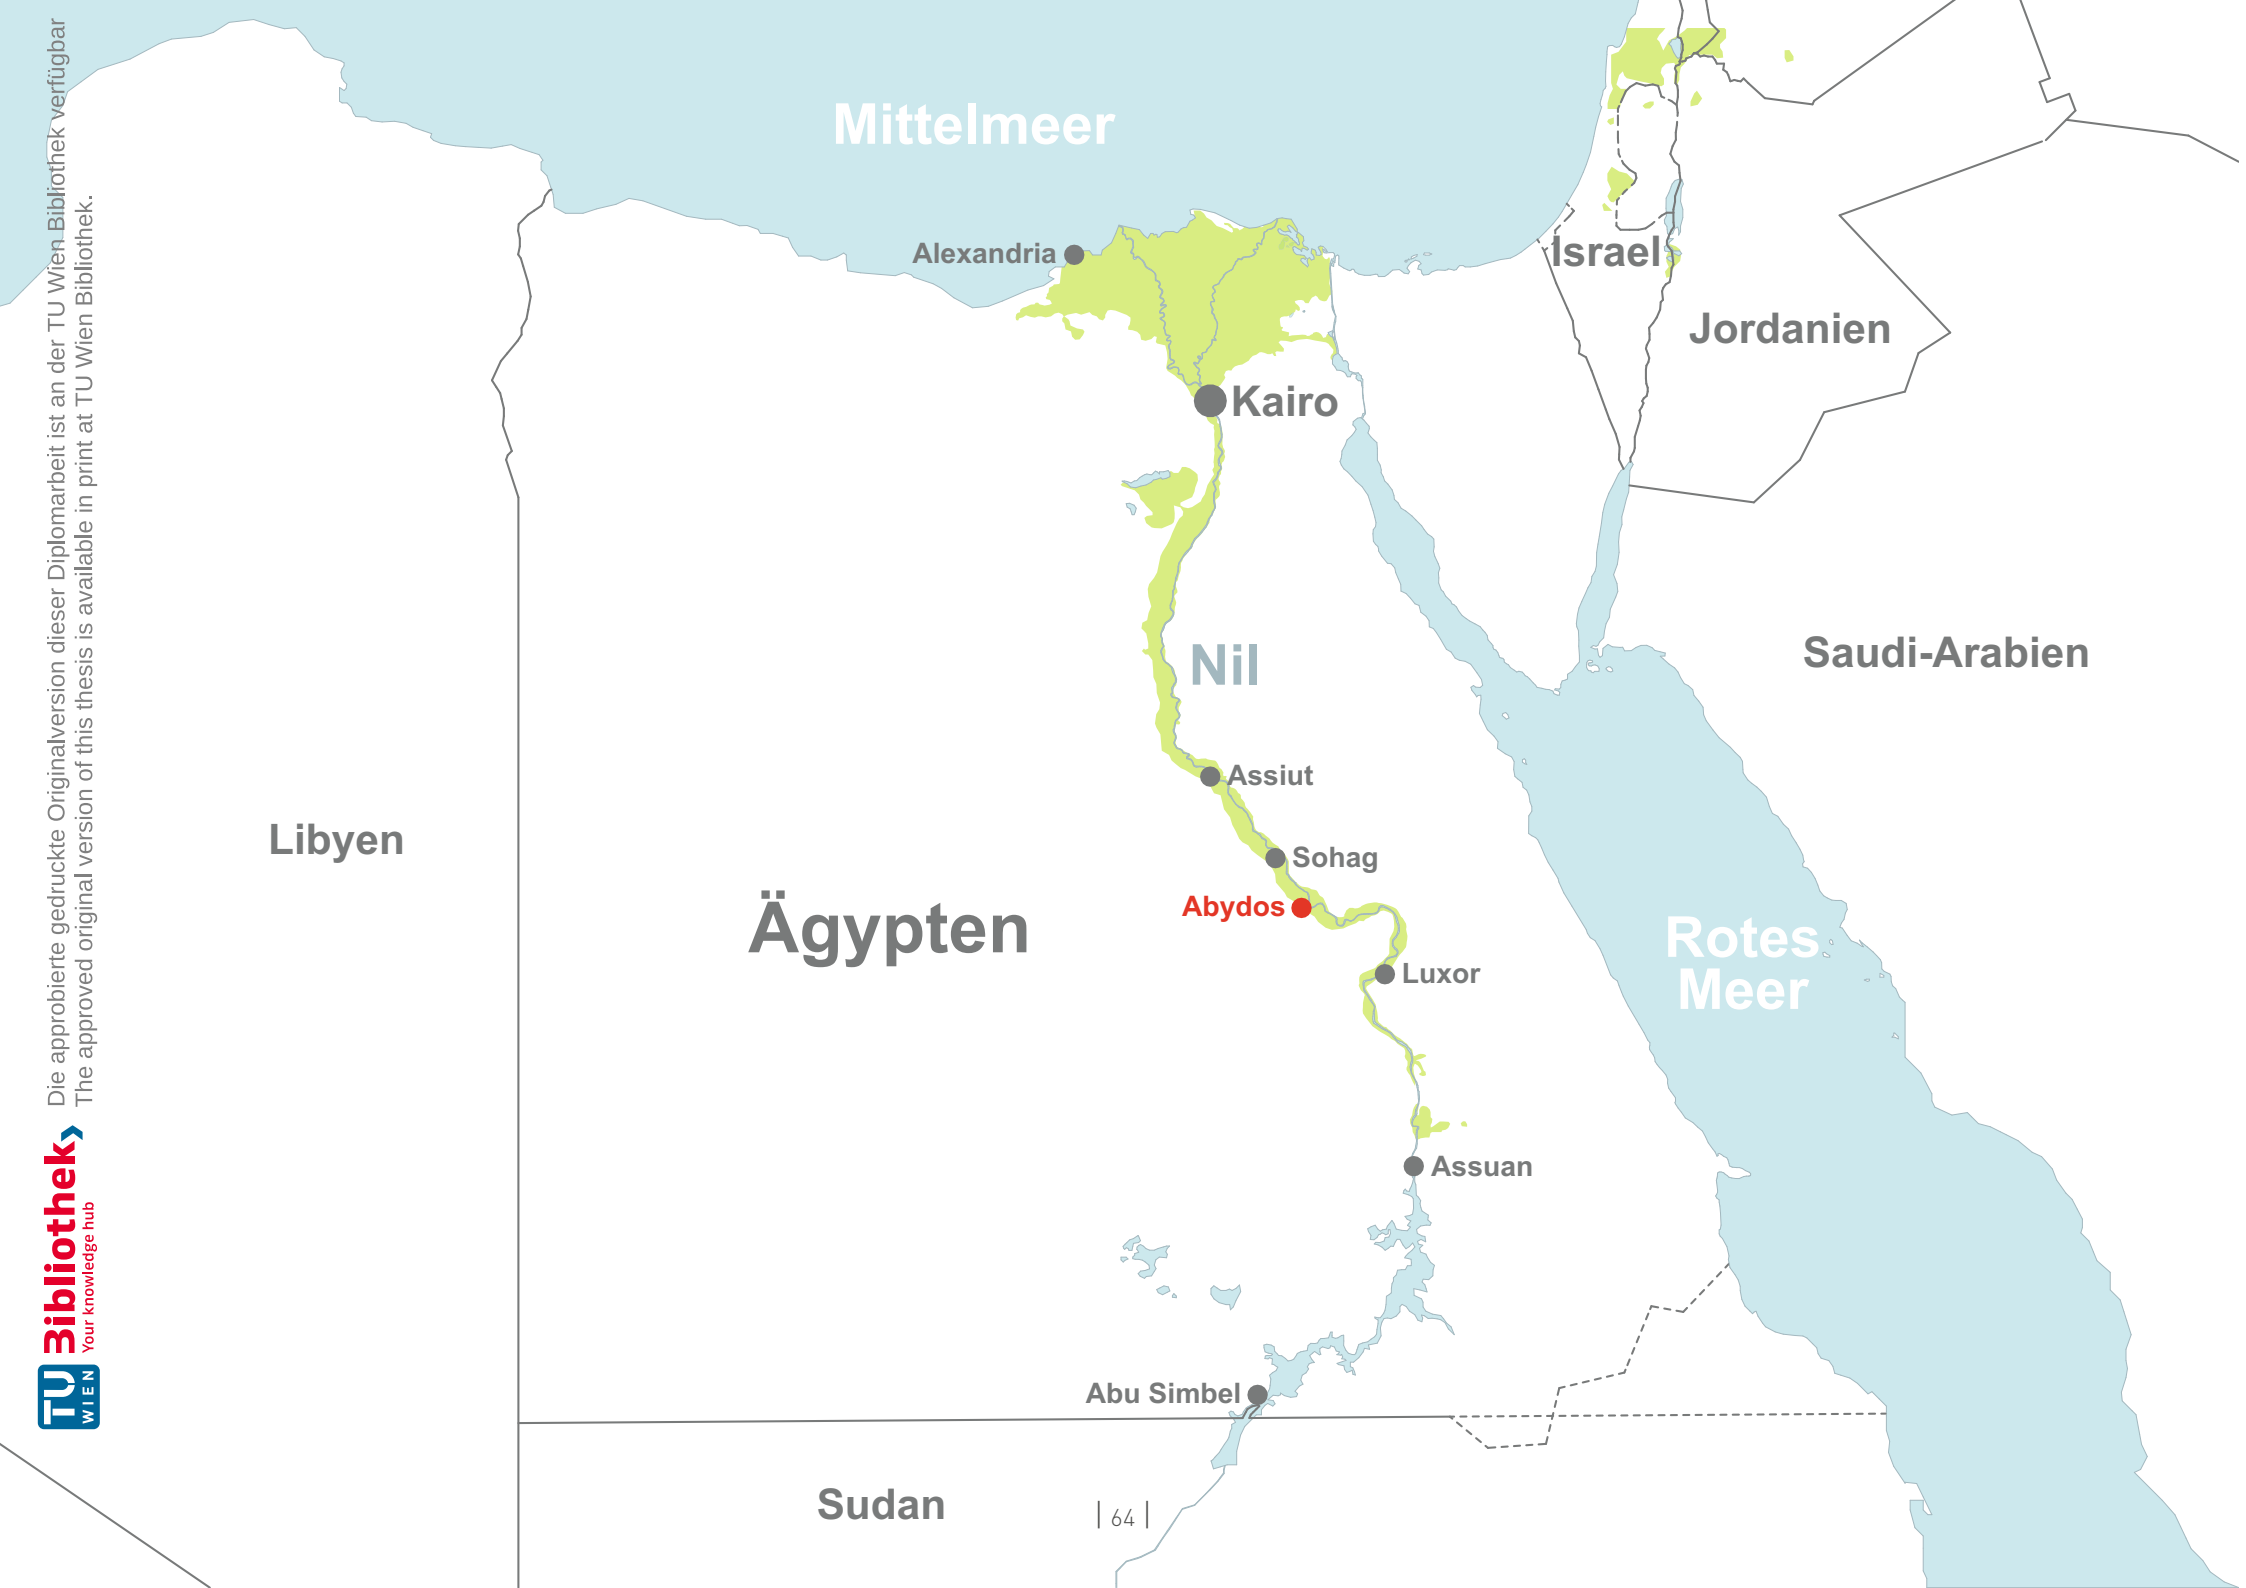 Die approbierte gedruckte Originalversion dieser Diplomarbeit ist an der TU Wien Bibliothek verfügbar
The approved original version of this thesis is available in print at TU Wien Bibliothek.
Bibliothek
Your knowledge hub
TU
WIEN
Mittelmeer
Alexandria
Israel
Jordanien
Kairo
Nil
Saudi-Arabien
Assiut
Libyen
Sohag
Abydos
Ägypten
Rotes
Meer
Luxor
Assuan
Abu Simbel
Sudan
| 64 |